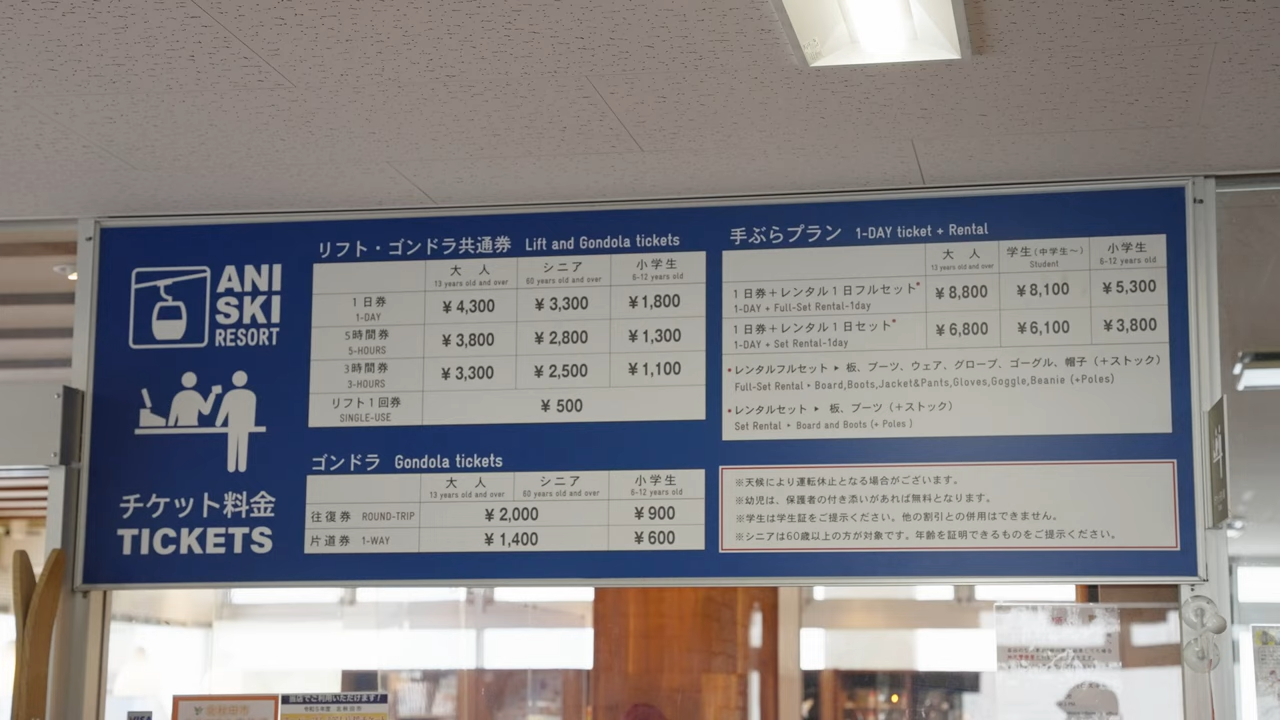 ANI
SKI
RESORT
チケット料金
TICKETS
リフト・ゴンドラ共通券 Lift and Gondola tickets
大人 シニア 小学生
13 years old and over 60 years old and over 6-12 years old
1日券 ¥4,300 ¥3,300 ¥1,800
1-DAY
5時間券 ¥3,800 ¥2,800 ¥1,300
5-HOURS
3時間券 ¥3,300 ¥2,500 ¥1,100
3-HOURS
リフト1回券 ¥500
SINGLE-USE
ゴンドラ Gondola tickets
大人 シニア 小学生
13 years old and over 60 years old and over 6-12 years old
往復券 ROUND-TRIP ¥2,000 ¥900
片道券 1-WAY ¥1,400 ¥600
手ぶらプラン 1-DAY ticket + Rental
大人 学生(中学生～) 小学生
13 years old and over Student 6-12 years old
1日券+レンタル1日フルセット* ¥8,800 ¥8,100 ¥5,300
1-DAY + Full-Set Rental-1day
1日券+レンタル1日セット* ¥6,800 ¥6,100 ¥3,800
1-DAY + Set Rental-1day
*レンタルフルセット ▶ 板、ブーツ、ウェア、グローブ、ゴーグル、帽子(+ストック)
Full-Set Rental ▶ Board,Boots,Jacket&Pants,Gloves,Goggle,Beanie (+Poles)
*レンタルセット ▶ 板、ブーツ(+ストック)
Set Rental ▶ Board and Boots (+ Poles )
※天候により運転休止となる場合がございます。
※幼児は、保護者の付き添いがあれば無料となります。
※学生は学生証をご提示ください。他の割引との併用はできません。
※シニアは60歳以上の方が対象です。年齢を証明できるものをご提示ください。
VISA
北秋田市
当店でご利用いただけます!